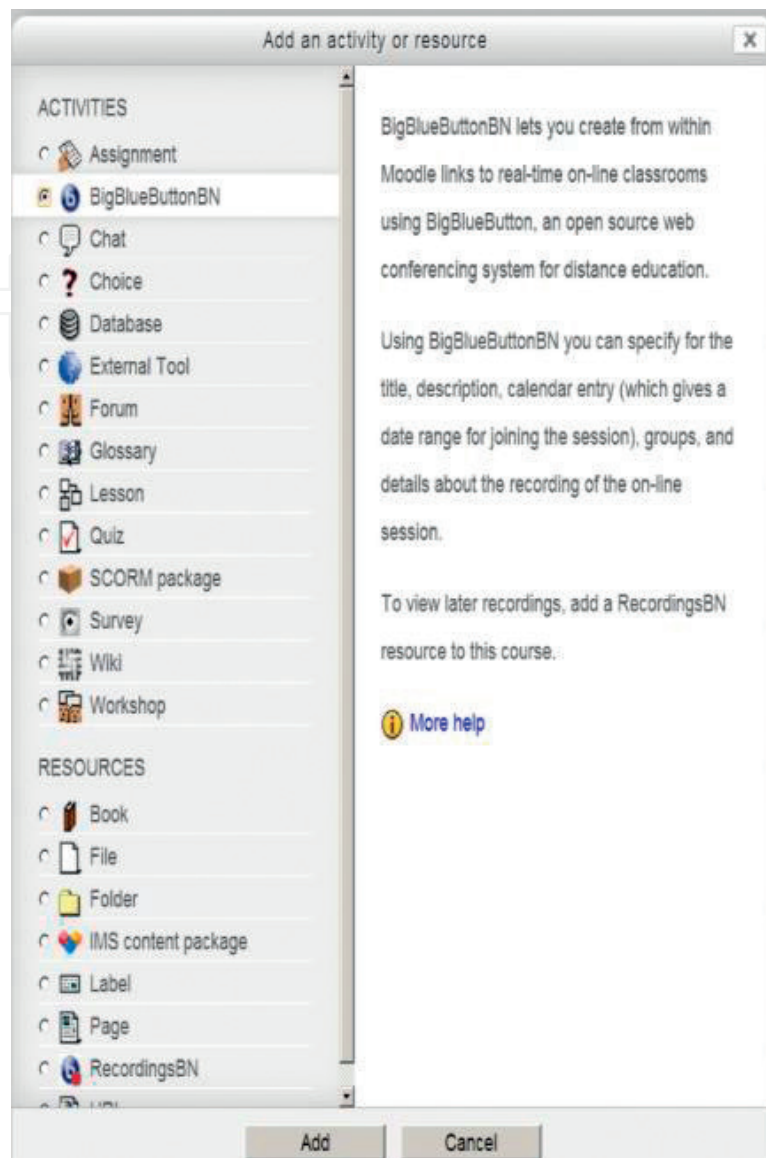 Add an activity or resource
ACTIVITIES
Assignment
BigBlueButtonBN
Chat
Choice
Database
External Tool
Forum
Glossary
Lesson
Quiz
SCORM package
Survey
Wiki
Workshop
RESOURCES
Book
File
Folder
IMS content package
Label
Page
RecordingsBN
BigBlueButtonBN lets you create from within
Moodle links to real-time on-line classrooms
using BigBlueButton, an open source web
conferencing system for distance education.
Using BigBlueButtonBN you can specify for the
title, description, calendar entry (which gives a
date range for joining the session), groups, and
details about the recording of the on-line
session.
To view later recordings, add a RecordingsBN
resource to this course.
More help
Add
Cancel